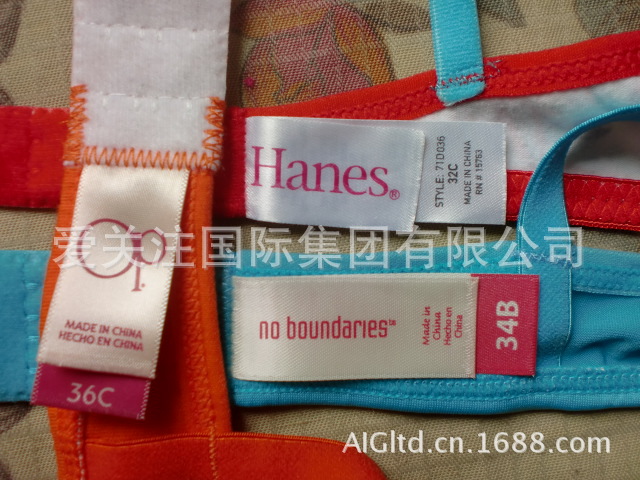 Hanes®
STYLE: 71D036
32C
MADE IN CHINA
RN # 15763
Op.
MADE IN CHINA
HECHO EN CHINA
36C
爱关注国际集团有限公司
no boundaries™
Made in
China
Hecho en
China
34B
AIGltd.cn.1688.com